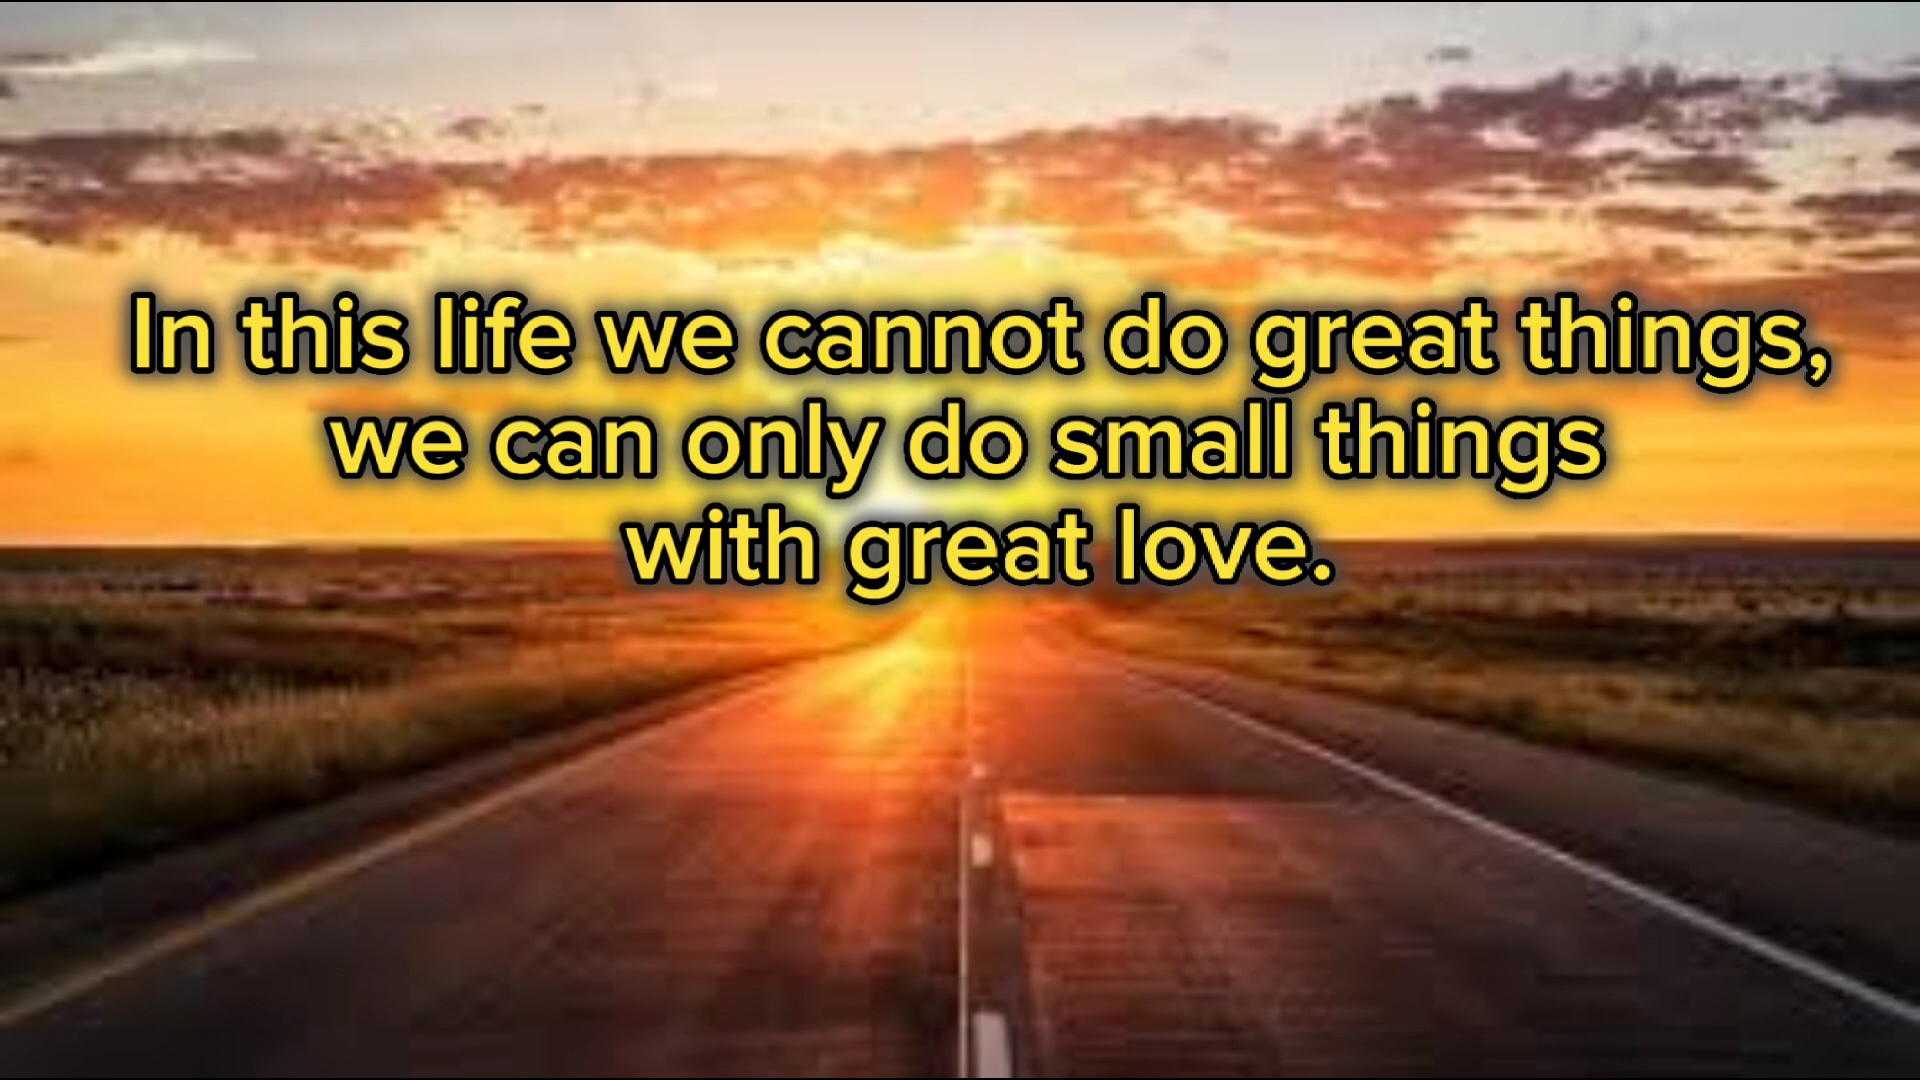 In this life we cannot do great things,
we can only do small things
with great love.